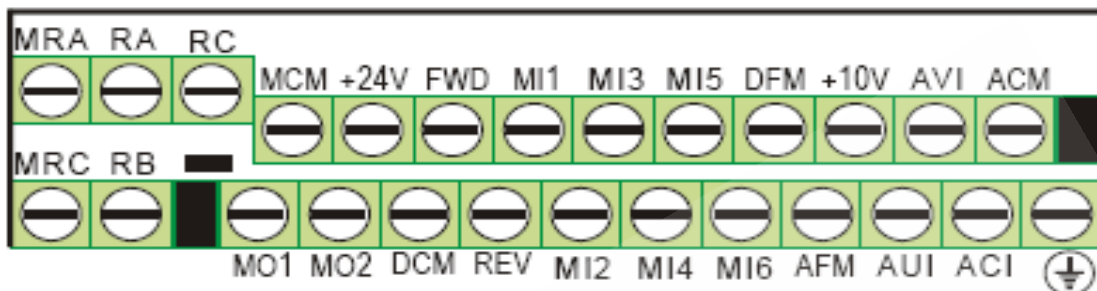 MRA RA RC
MCM +24V FWD MI1 MI3 MI5 DFM +10V AVI ACM
MRC RB
MO1 MO2 DCM REV MI2 MI4 MI6 AFM AUI ACI